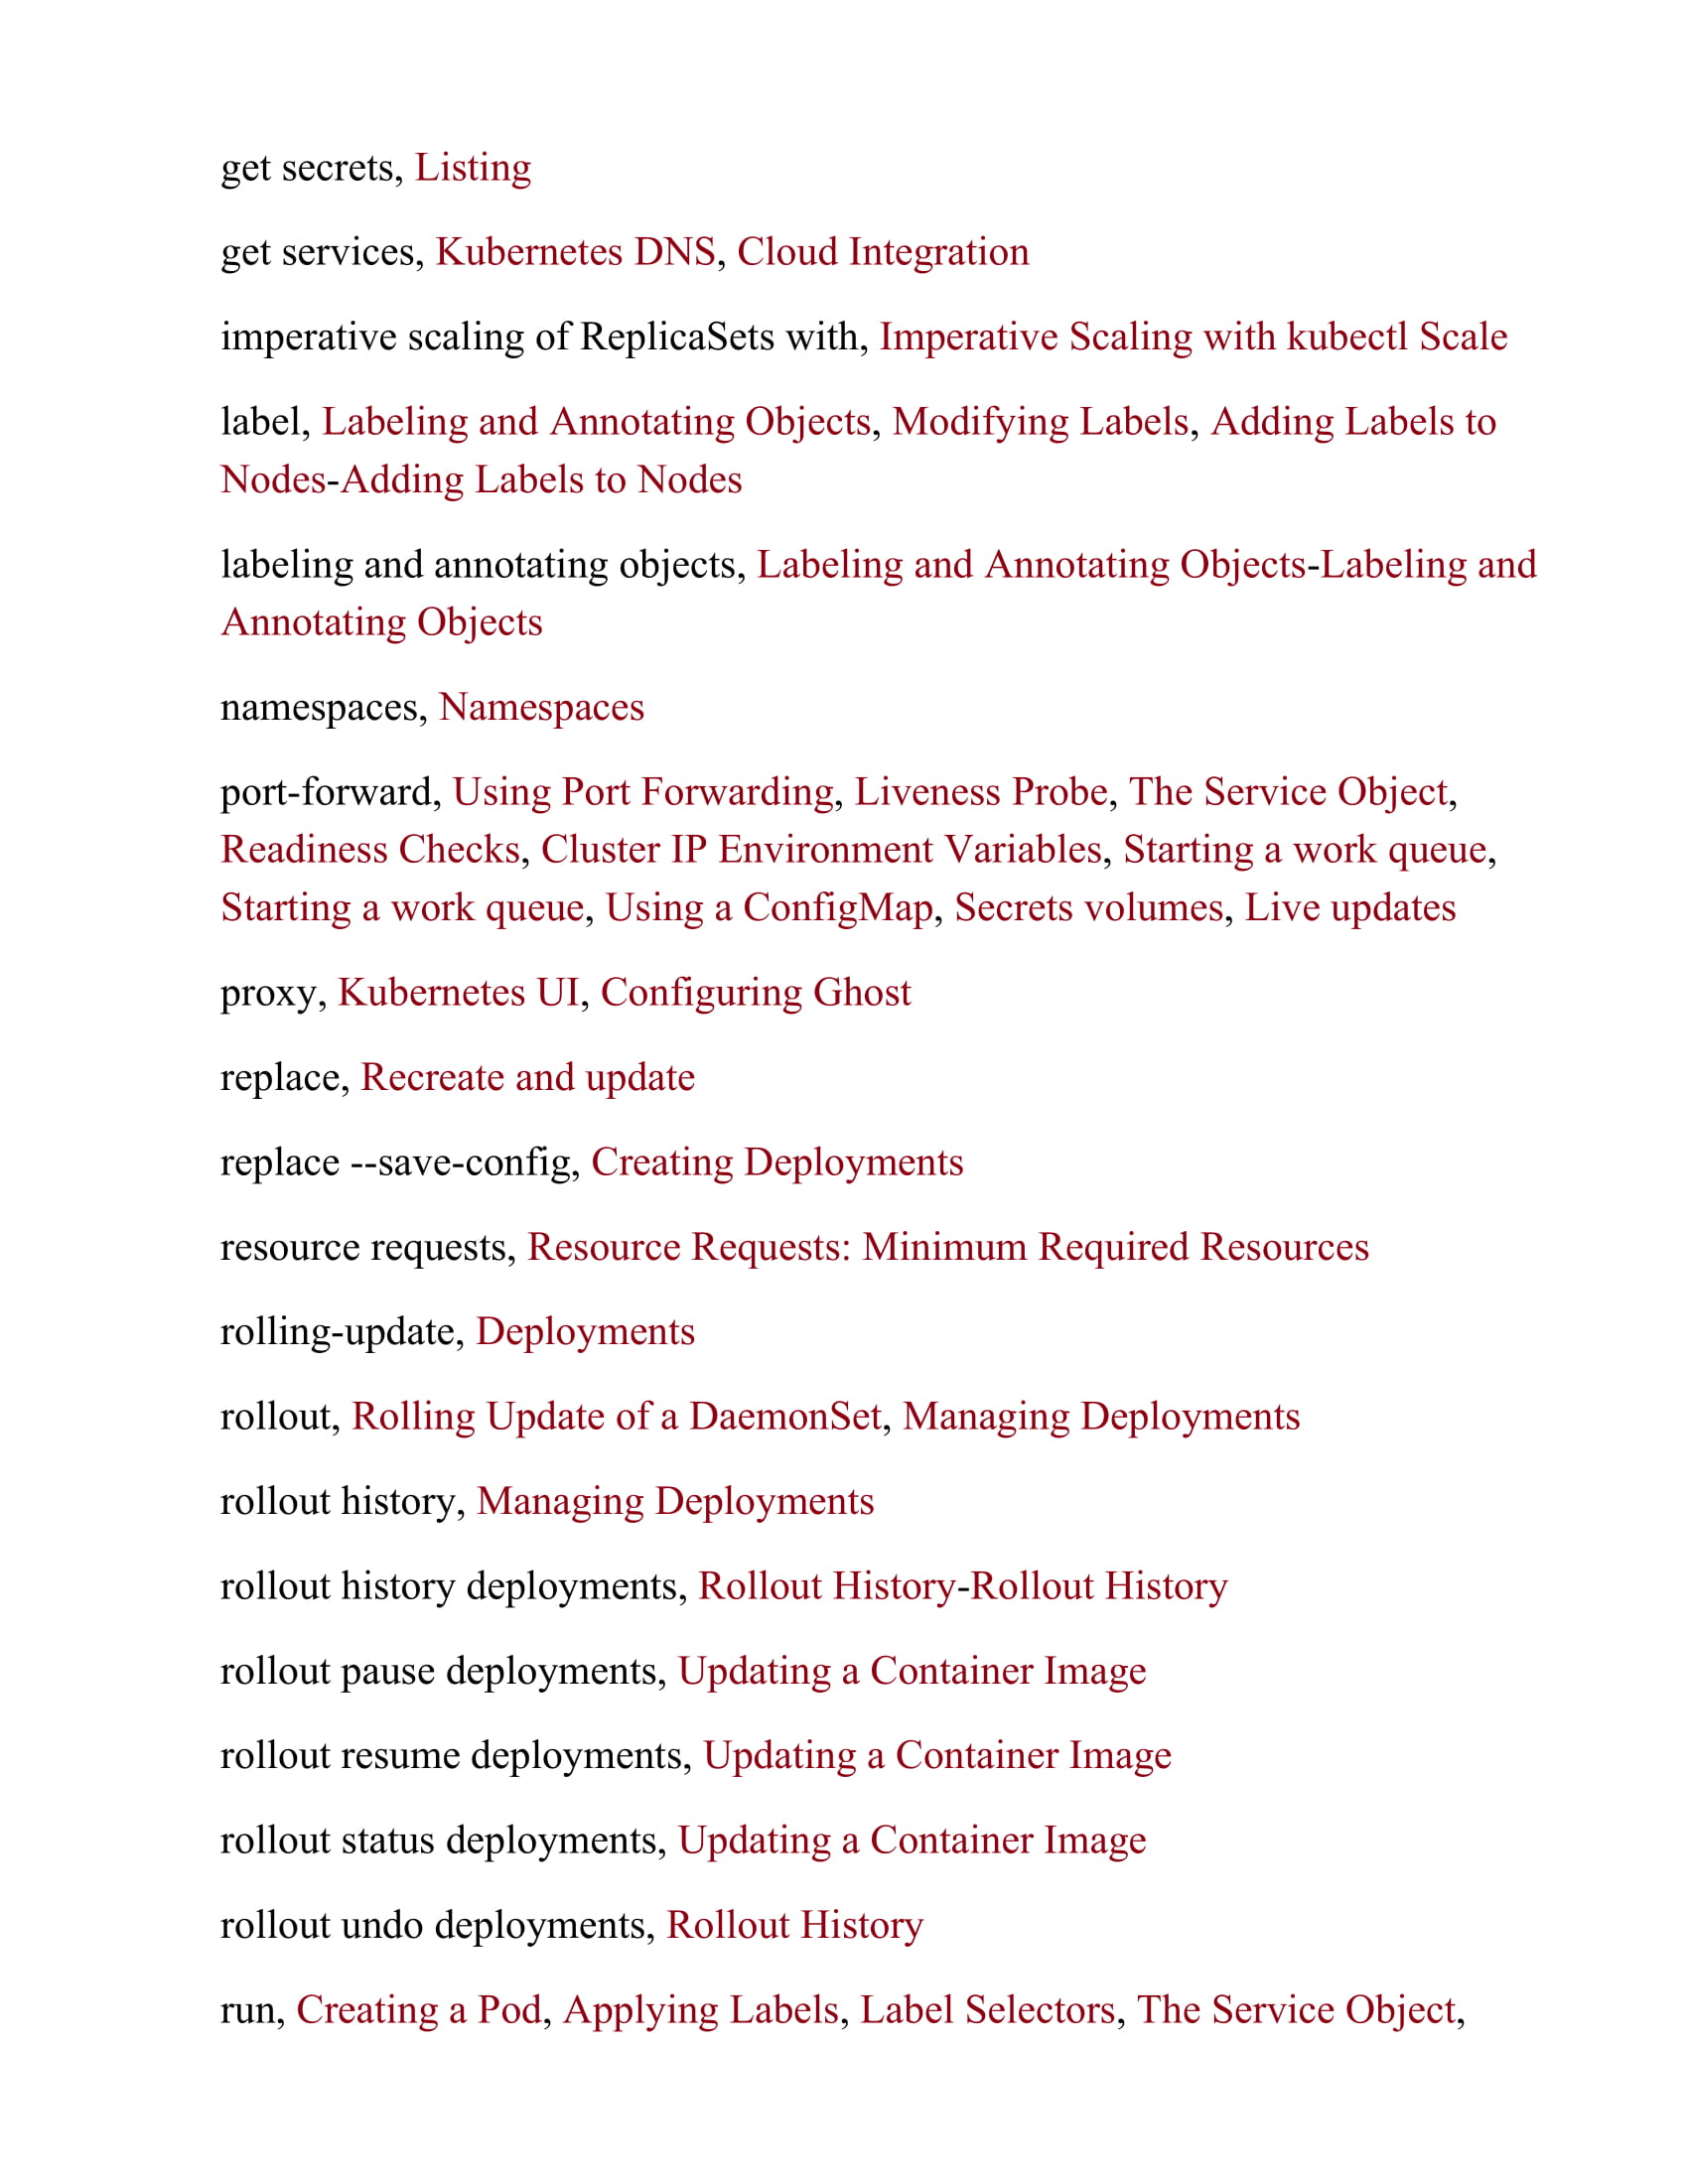 get secrets, Listing
get services, Kubernetes DNS, Cloud Integration
imperative scaling of ReplicaSets with, Imperative Scaling with kubectl Scale
label, Labeling and Annotating Objects, Modifying Labels, Adding Labels to
Nodes-Adding Labels to Nodes
labeling and annotating objects, Labeling and Annotating Objects-Labeling and
Annotating Objects
namespaces, Namespaces
port-forward, Using Port Forwarding, Liveness Probe, The Service Object,
Readiness Checks, Cluster IP Environment Variables, Starting a work queue,
Starting a work queue, Using a ConfigMap, Secrets volumes, Live updates
proxy, Kubernetes UI, Configuring Ghost
replace, Recreate and update
replace --save-config, Creating Deployments
resource requests, Resource Requests: Minimum Required Resources
rolling-update, Deployments
rollout, Rolling Update of a DaemonSet, Managing Deployments
rollout history, Managing Deployments
rollout history deployments, Rollout History-Rollout History
rollout pause deployments, Updating a Container Image
rollout resume deployments, Updating a Container Image
rollout status deployments, Updating a Container Image
rollout undo deployments, Rollout History
run, Creating a Pod, Applying Labels, Label Selectors, The Service Object,